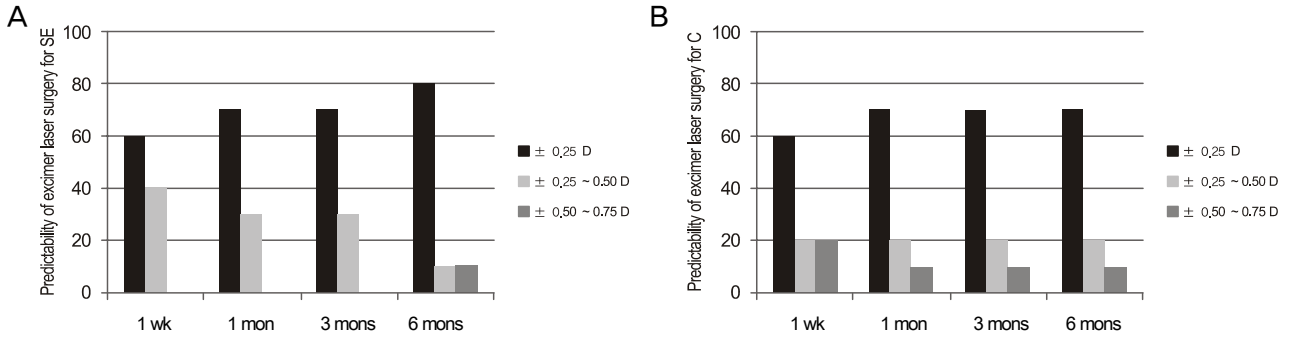 A
Predictability of excimer laser surgery for SE
100
80
60
40
20
0
1 wk
1 mon
3 mons
6 mons
± 0.25 D
± 0.25 ~ 0.50 D
± 0.50 ~ 0.75 D
B
Predictability of excimer laser surgery for C
100
80
60
40
20
0
1 wk
1 mon
3 mons
6 mons
± 0.25 D
± 0.25 ~ 0.50 D
± 0.50 ~ 0.75 D